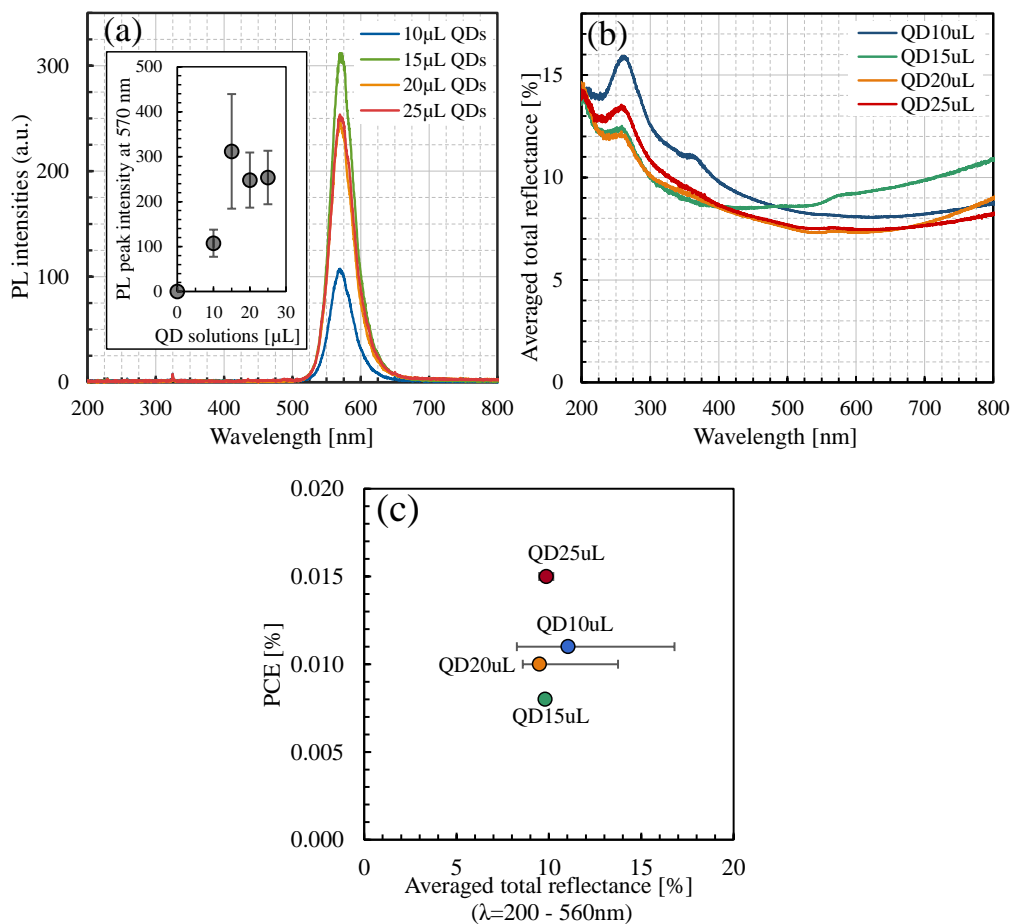 (a)
10μL QDs
15μL QDs
20μL QDs
25μL QDs
PL intensities (a.u.)
300
250
200
150
100
50
0
200 300 400 500 600 700 800
Wavelength [nm]
PL peak intensity at 570 nm
500
400
300
200
100
0
0 10 20 30
QD solutions [μL]
(b)
QD10uL
QD15uL
QD20uL
QD25uL
Averaged total reflectance [%]
15
10
5
0
200 300 400 500 600 700 800
Wavelength [nm]
(c)
PCE [%]
0.020
0.015
0.010
0.005
0.000
QD25uL
QD10uL
QD20uL
QD15uL
0 5 10 15 20
Averaged total reflectance [%]
(λ=200 - 560nm)